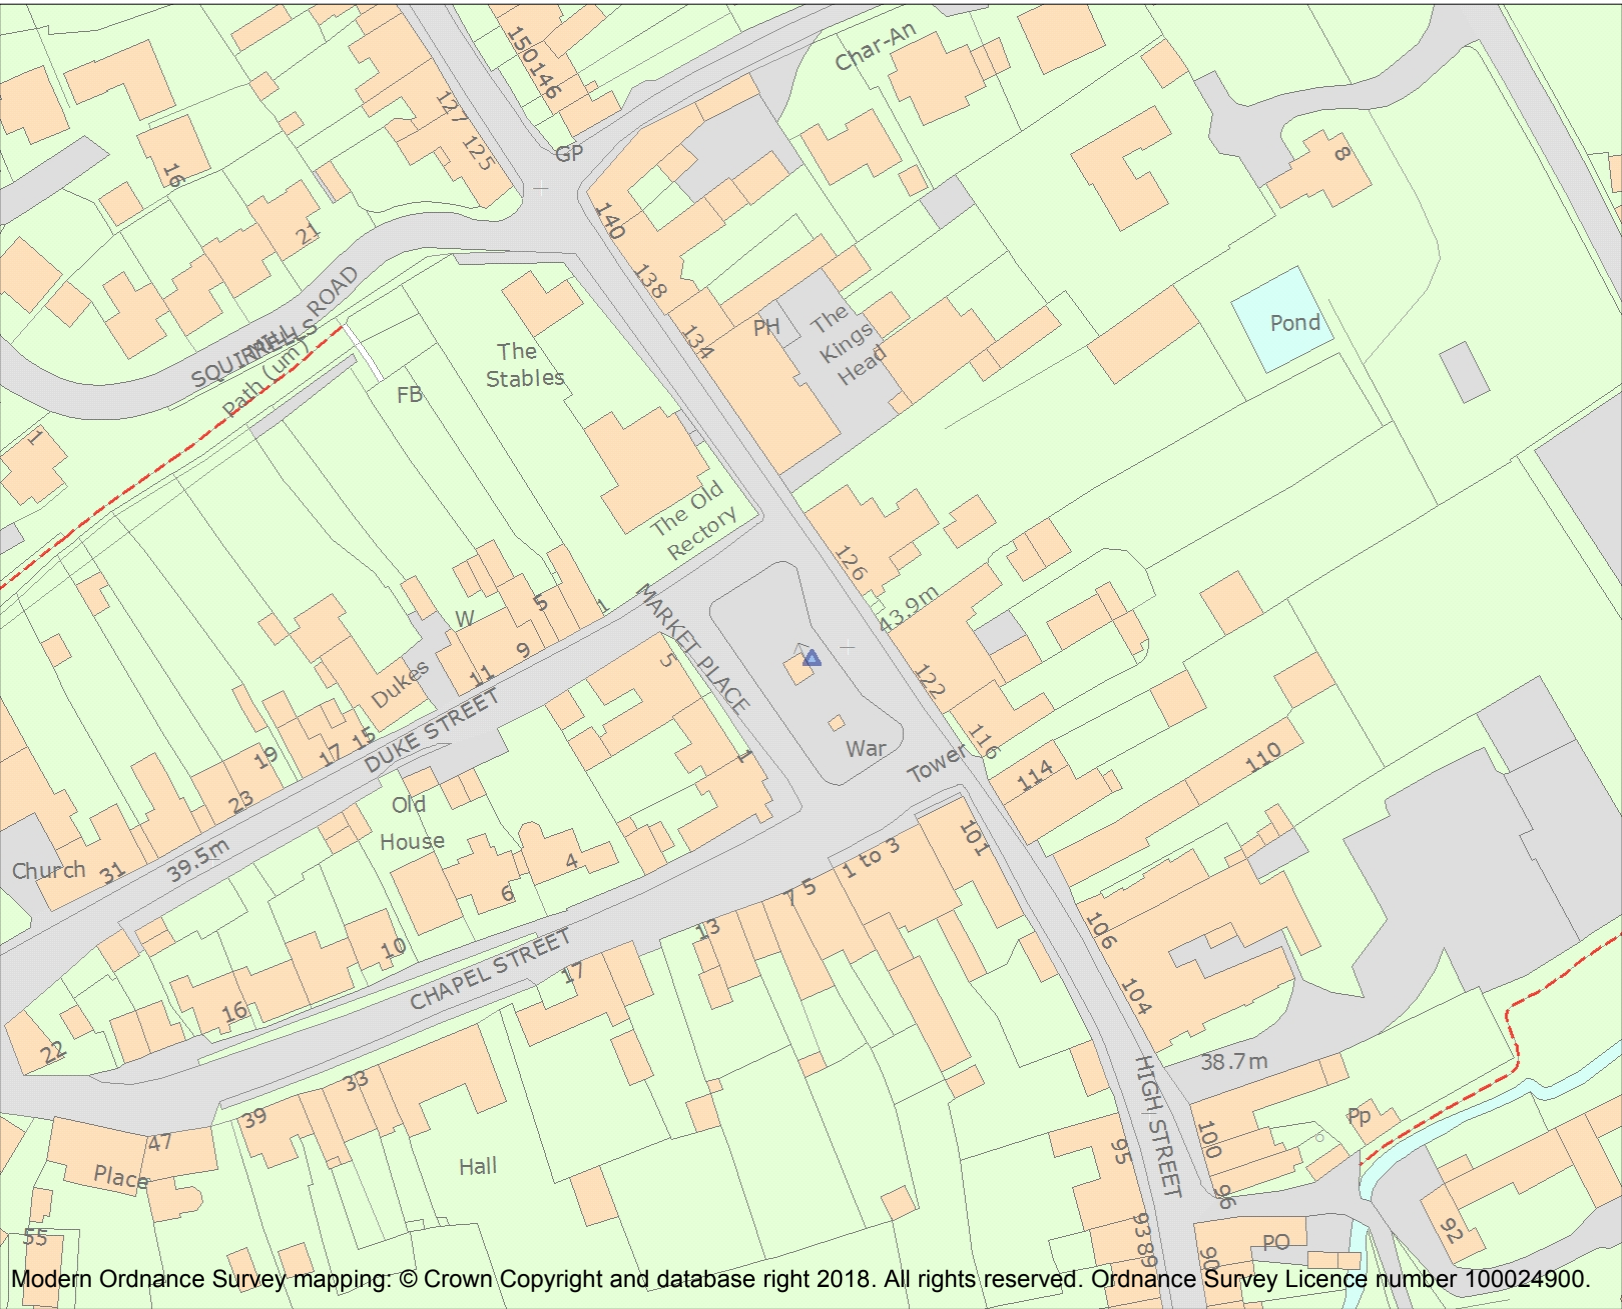 Char-An
150146
127
125
GP
16
8
140
21
138
SQUIRRELLS
MILL ROAD
Path (um)
PH
The
Kings
Head
134
Pond
The
Stables
FB
1
The Old
Rectory
126
43.9m
MARKET PLACE
W
5
1
9
11
5
Dukes
122
DUKE STREET
19
17
15
War
Tower
116
1
114
110
23
Old
House
39.5m
Church
31
4
6
1 to 3
101
7 5
13
10
106
CHAPEL STREET
17
16
104
22
38.7m
33
39
47
Place
Hall
HIGH STREET
Pp
100
95
96
55
93
89
PO
90
92
Modern Ordnance Survey mapping: © Crown Copyright and database right 2018. All rights reserved. Ordnance Survey Licence number 100024900.